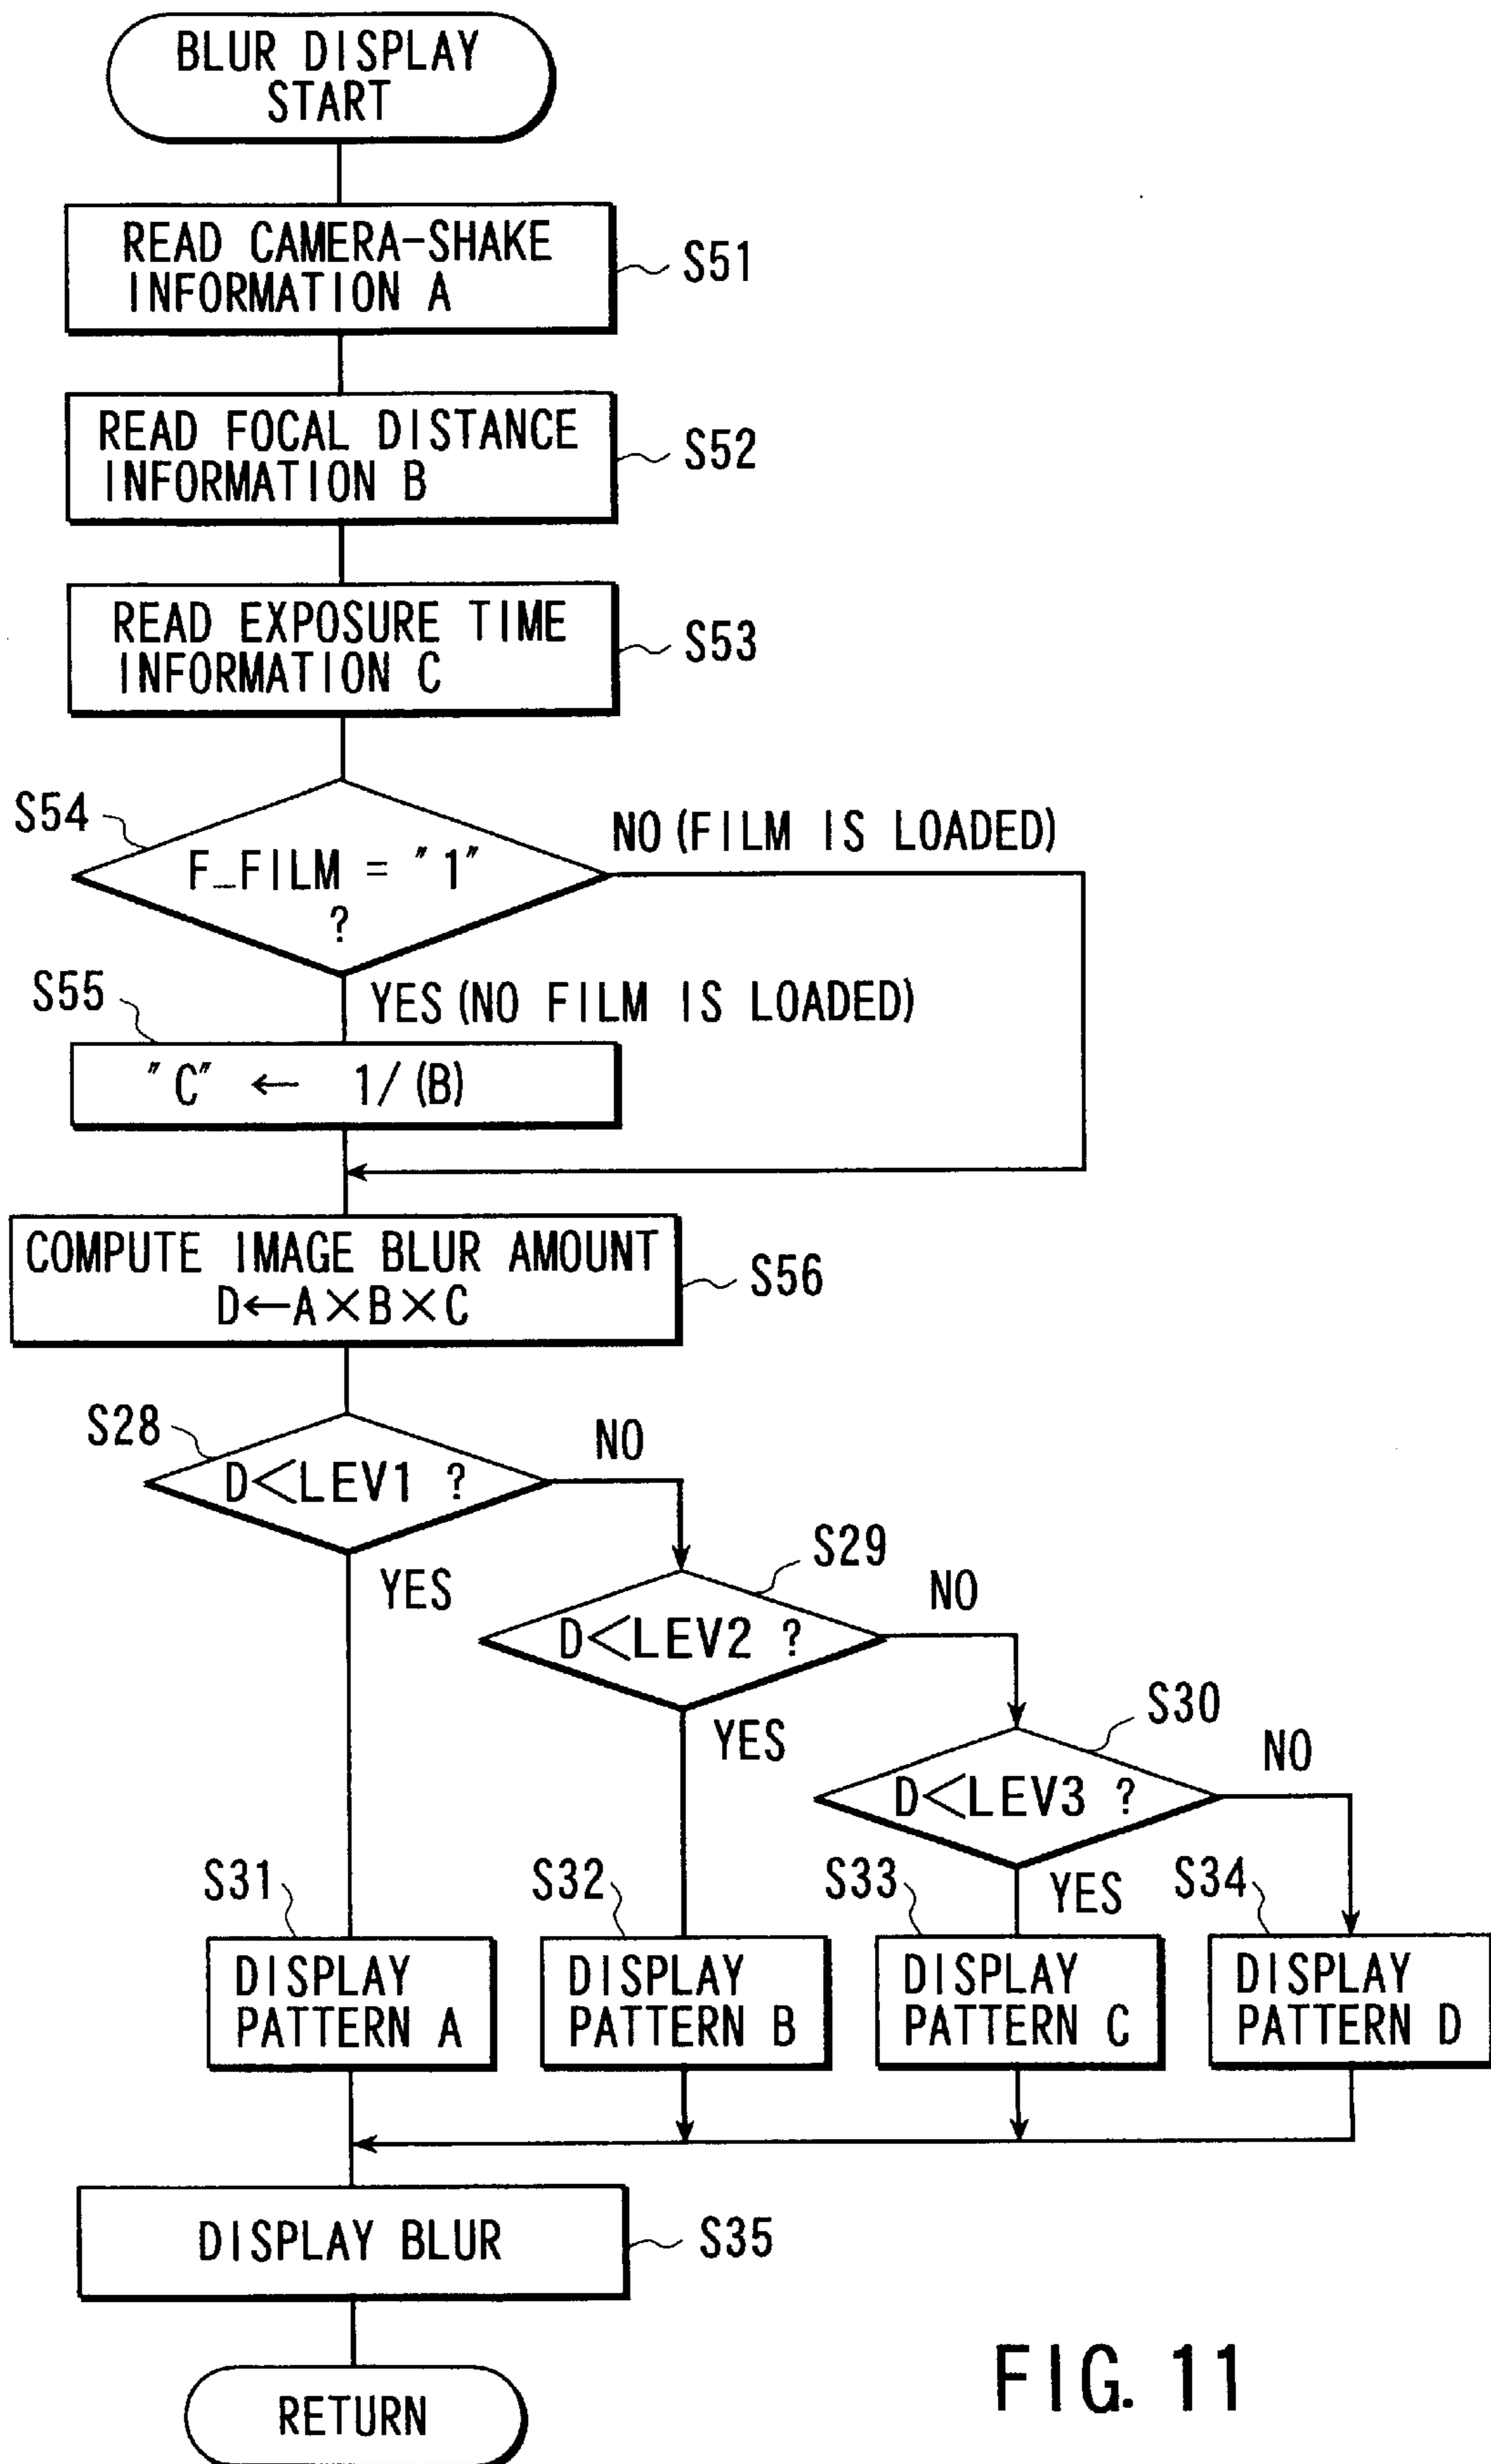 BLUR DISPLAY
START
READ CAMERA-SHAKE
INFORMATION A
S51
READ FOCAL DISTANCE
INFORMATION B
S52
READ EXPOSURE TIME
INFORMATION C
S53
S54
F_FILM = "1"
?
NO (FILM IS LOADED)
YES (NO FILM IS LOADED)
S55
"C" ← 1/(B)
COMPUTE IMAGE BLUR AMOUNT
D←A×B×C
S56
S28
D<LEV1 ?
NO
YES
S29
D<LEV2 ?
NO
YES
S30
D<LEV3 ?
NO
YES
S31
DISPLAY
PATTERN A
S32
DISPLAY
PATTERN B
S33
DISPLAY
PATTERN C
S34
DISPLAY
PATTERN D
DISPLAY BLUR
S35
RETURN
FIG. 11